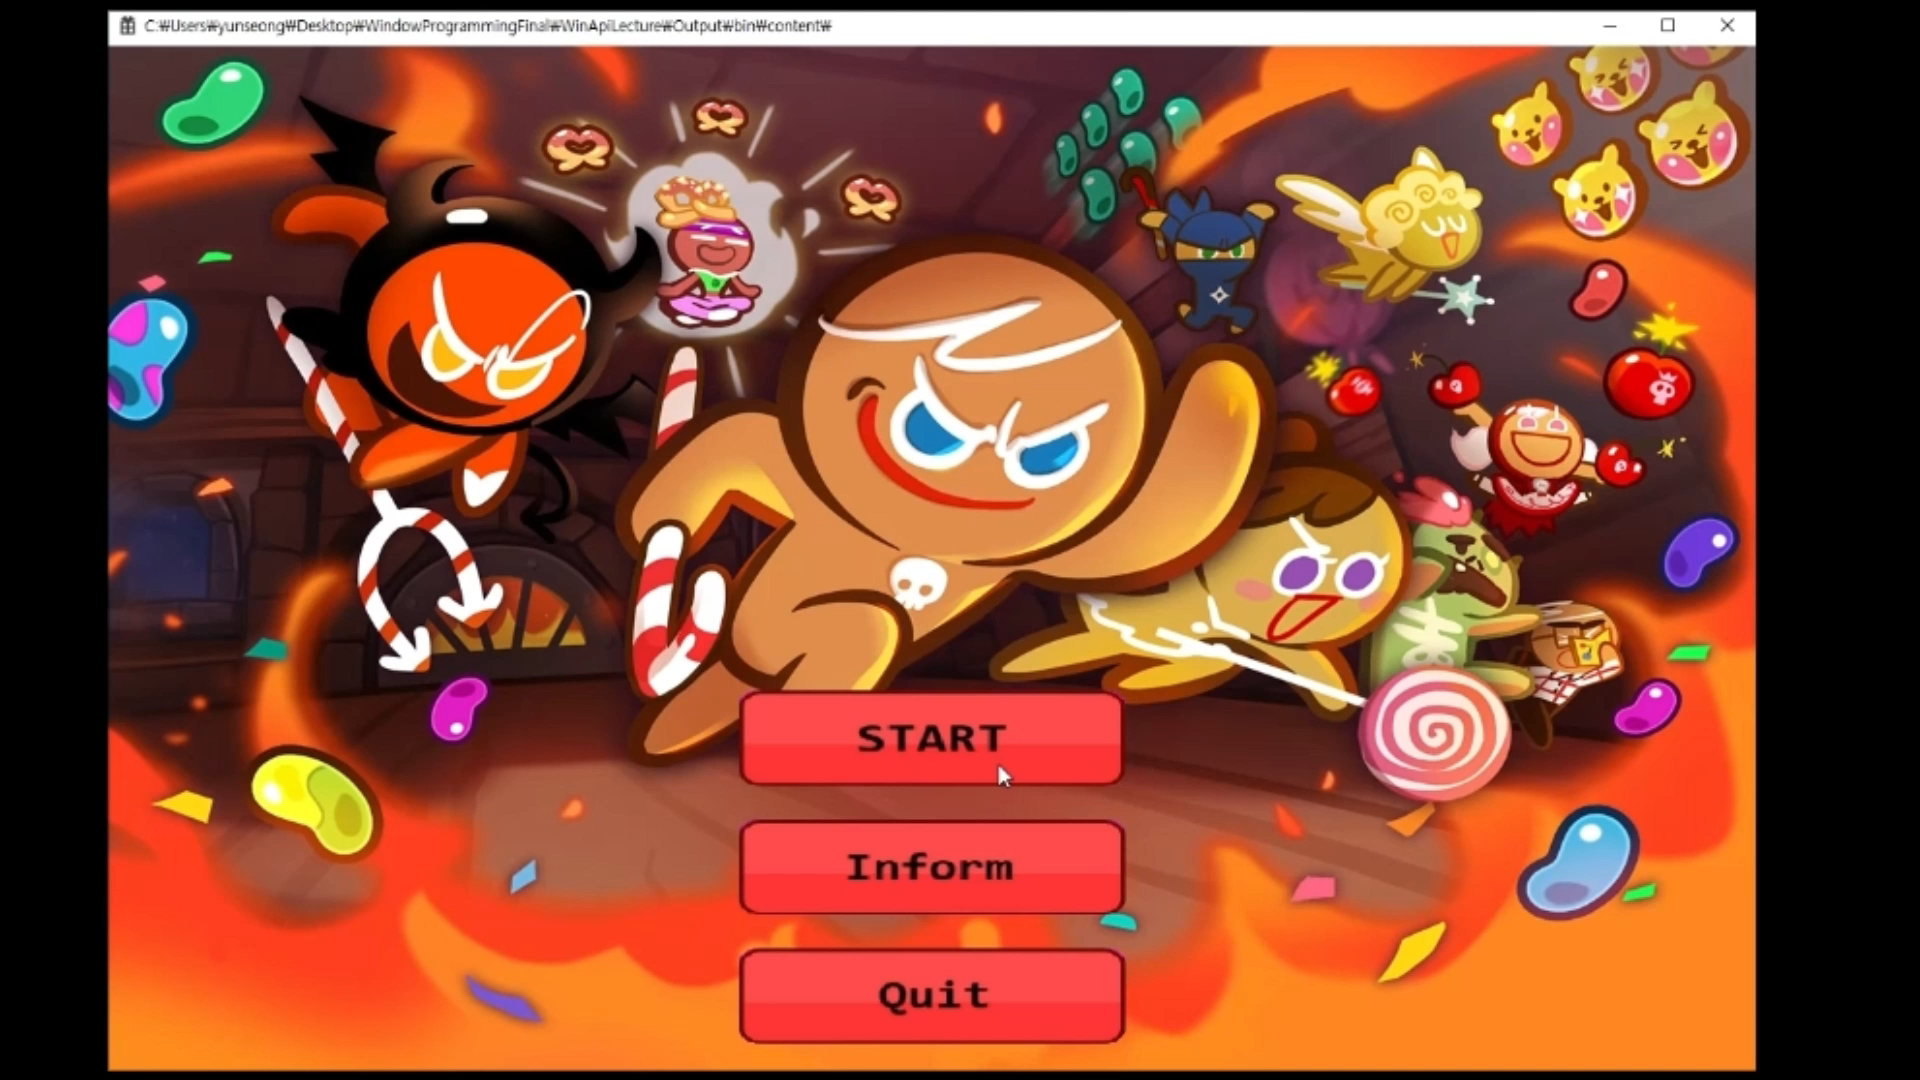 C:₩Users₩yunseong₩Desktop₩WindowProgrammingFinal₩WinApiLecture₩Output₩bin₩content₩
START
Inform
Quit